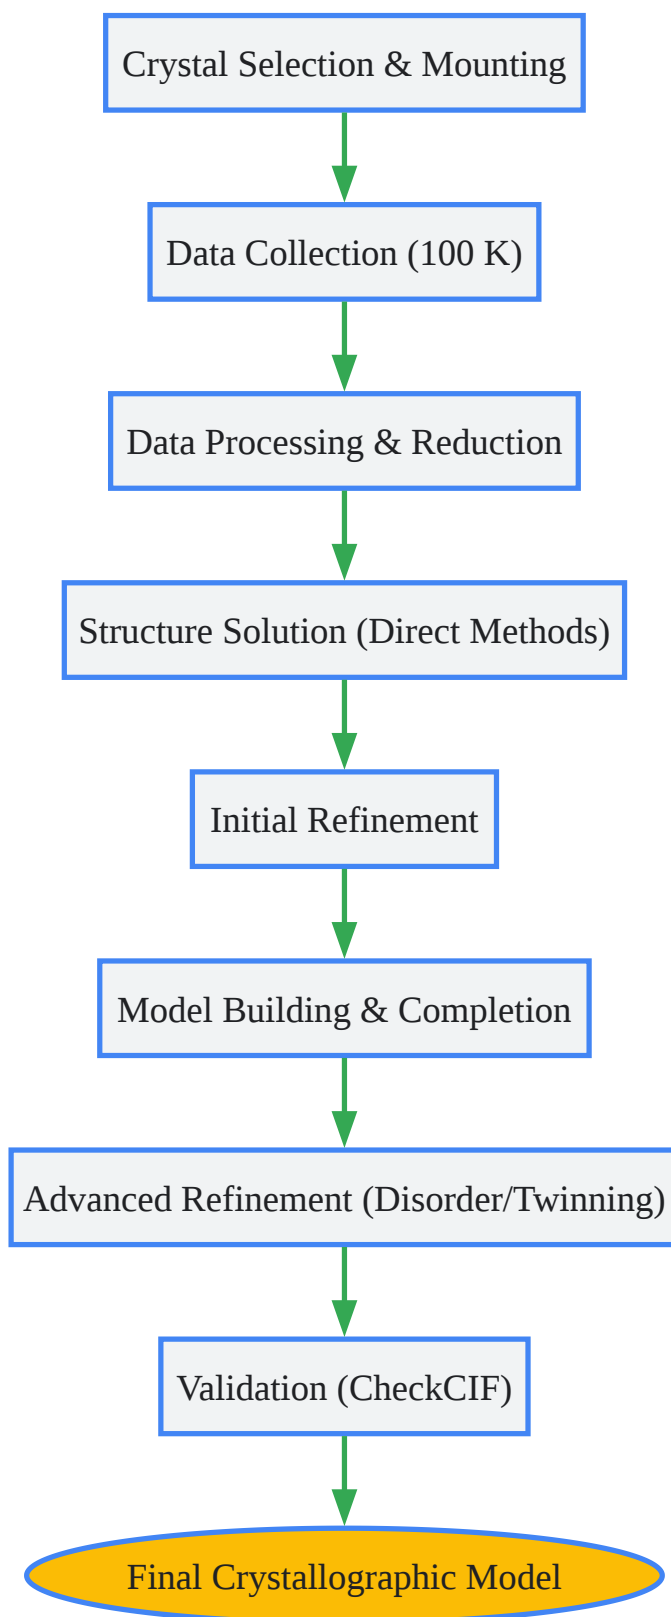 Crystal Selection & Mounting
Data Collection (100 K)
Data Processing & Reduction
Structure Solution (Direct Methods)
Initial Refinement
Model Building & Completion
Advanced Refinement (Disorder/Twinning)
Validation (CheckCIF)
Final Crystallographic Model